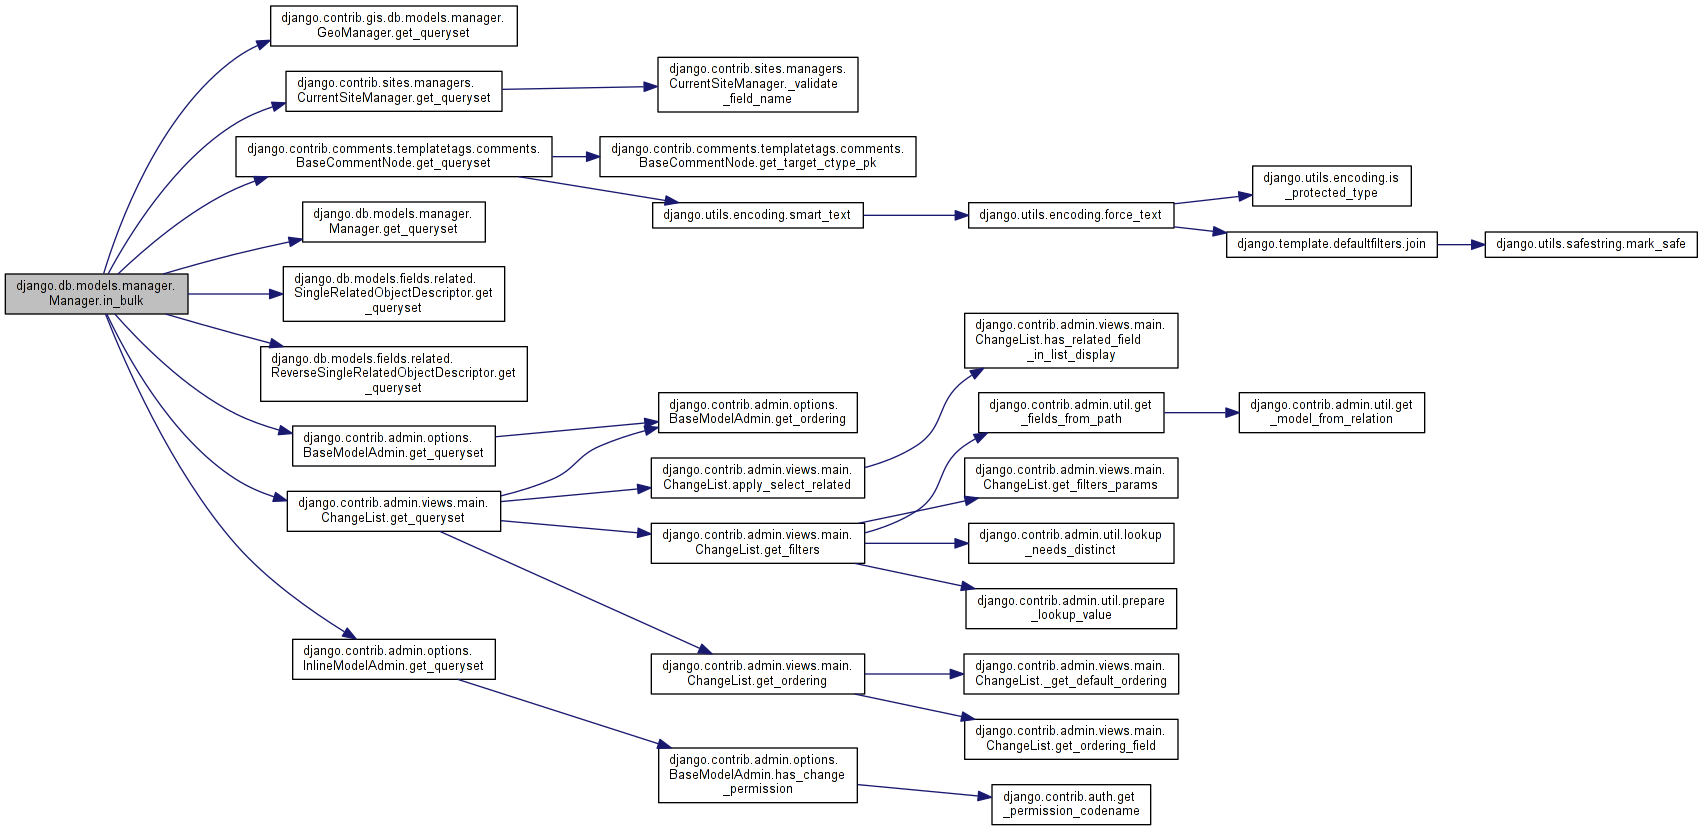 django.contrib.gis.db.models.manager.
GeoManager.get_queryset
django.contrib.sites.managers.
CurrentSiteManager.get_queryset
django.contrib.sites.managers.
CurrentSiteManager._validate
_field_name
django.contrib.comments.templatetags.comments.
BaseCommentNode.get_queryset
django.contrib.comments.templatetags.comments.
BaseCommentNode.get_target_ctype_pk
django.utils.encoding.is
_protected_type
django.utils.encoding.smart_text
django.utils.encoding.force_text
django.template.defaultfilters.join
django.utils.safestring.mark_safe
django.db.models.manager.
Manager.get_queryset
django.db.models.manager.
Manager.in_bulk
django.db.models.fields.related.
SingleRelatedObjectDescriptor.get
_queryset
django.db.models.fields.related.
ReverseSingleRelatedObjectDescriptor.get
_queryset
django.contrib.admin.views.main.
ChangeList.has_related_field
_in_list_display
django.contrib.admin.options.
BaseModelAdmin.get_ordering
django.contrib.admin.util.get
_fields_from_path
django.contrib.admin.util.get
_model_from_relation
django.contrib.admin.options.
BaseModelAdmin.get_queryset
django.contrib.admin.views.main.
ChangeList.apply_select_related
django.contrib.admin.views.main.
ChangeList.get_filters_params
django.contrib.admin.views.main.
ChangeList.get_queryset
django.contrib.admin.views.main.
ChangeList.get_filters
django.contrib.admin.util.lookup
_needs_distinct
django.contrib.admin.util.prepare
_lookup_value
django.contrib.admin.options.
InlineModelAdmin.get_queryset
django.contrib.admin.views.main.
ChangeList.get_ordering
django.contrib.admin.views.main.
ChangeList._get_default_ordering
django.contrib.admin.views.main.
ChangeList.get_ordering_field
django.contrib.admin.options.
BaseModelAdmin.has_change
_permission
django.contrib.auth.get
_permission_codename